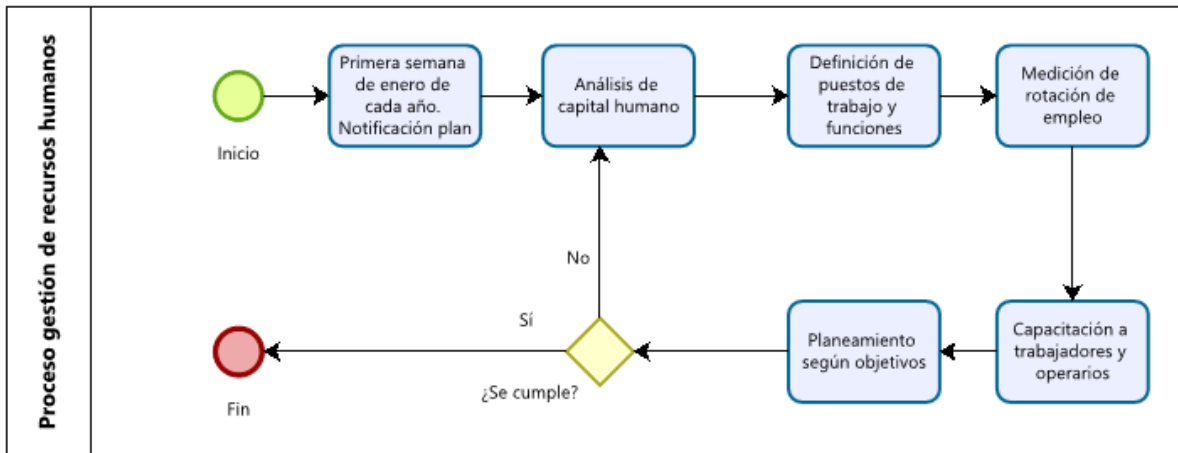 Proceso gestión de recursos humanos
Inicio
Primera semana
de enero de
cada año.
Notificación plan
Análisis de
capital humano
Definición de
puestos de
trabajo y
funciones
Medición de
rotación de
empleo
Capacitación a
trabajadores y
operarios
Planeamiento
según objetivos
¿Se cumple?
No
Sí
Fin